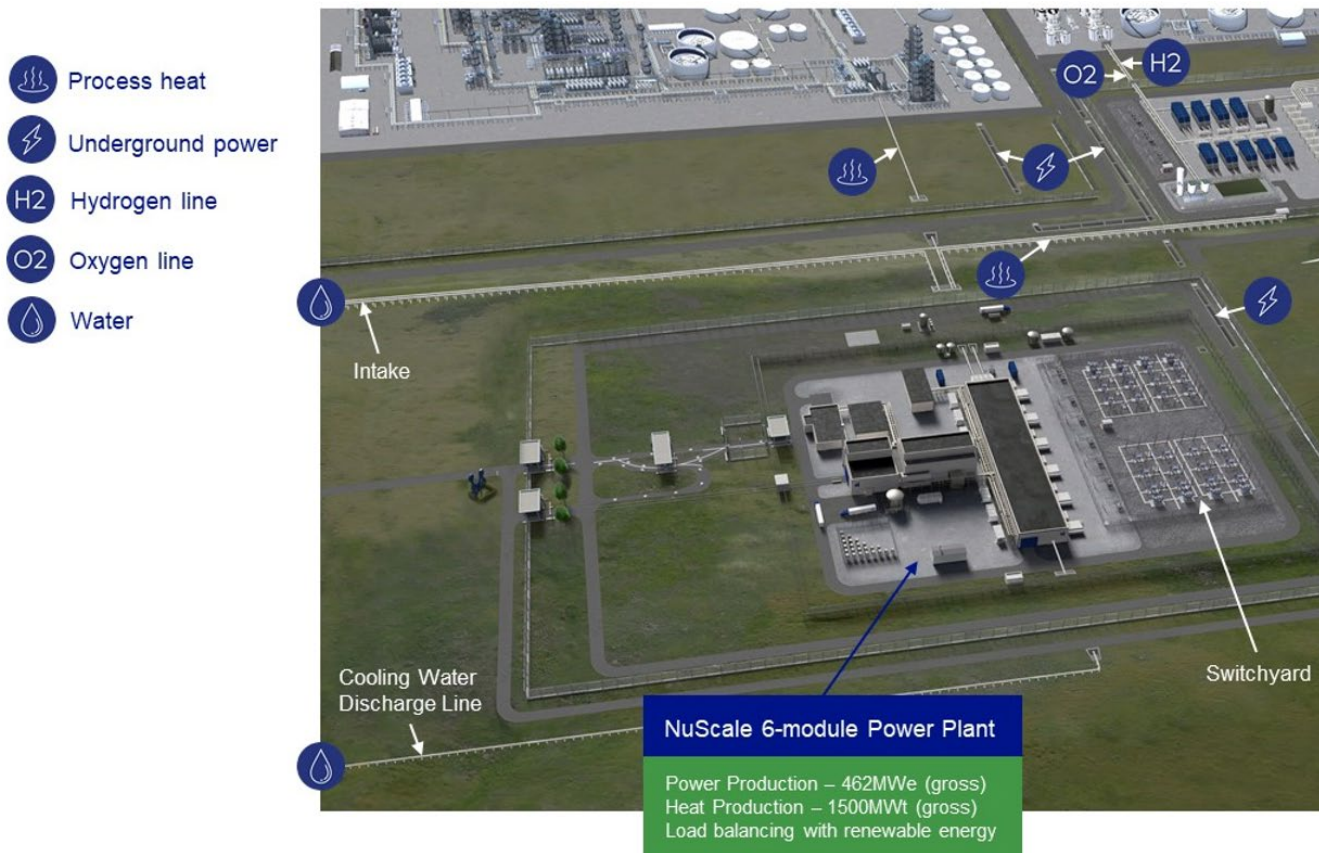 Process heat
Underground power
H2 Hydrogen line
O2 Oxygen line
Water
O2
H2
Intake
Cooling Water
Discharge Line
Switchyard
NuScale 6-module Power Plant
Power Production – 462MWe (gross)
Heat Production – 1500MWt (gross)
Load balancing with renewable energy